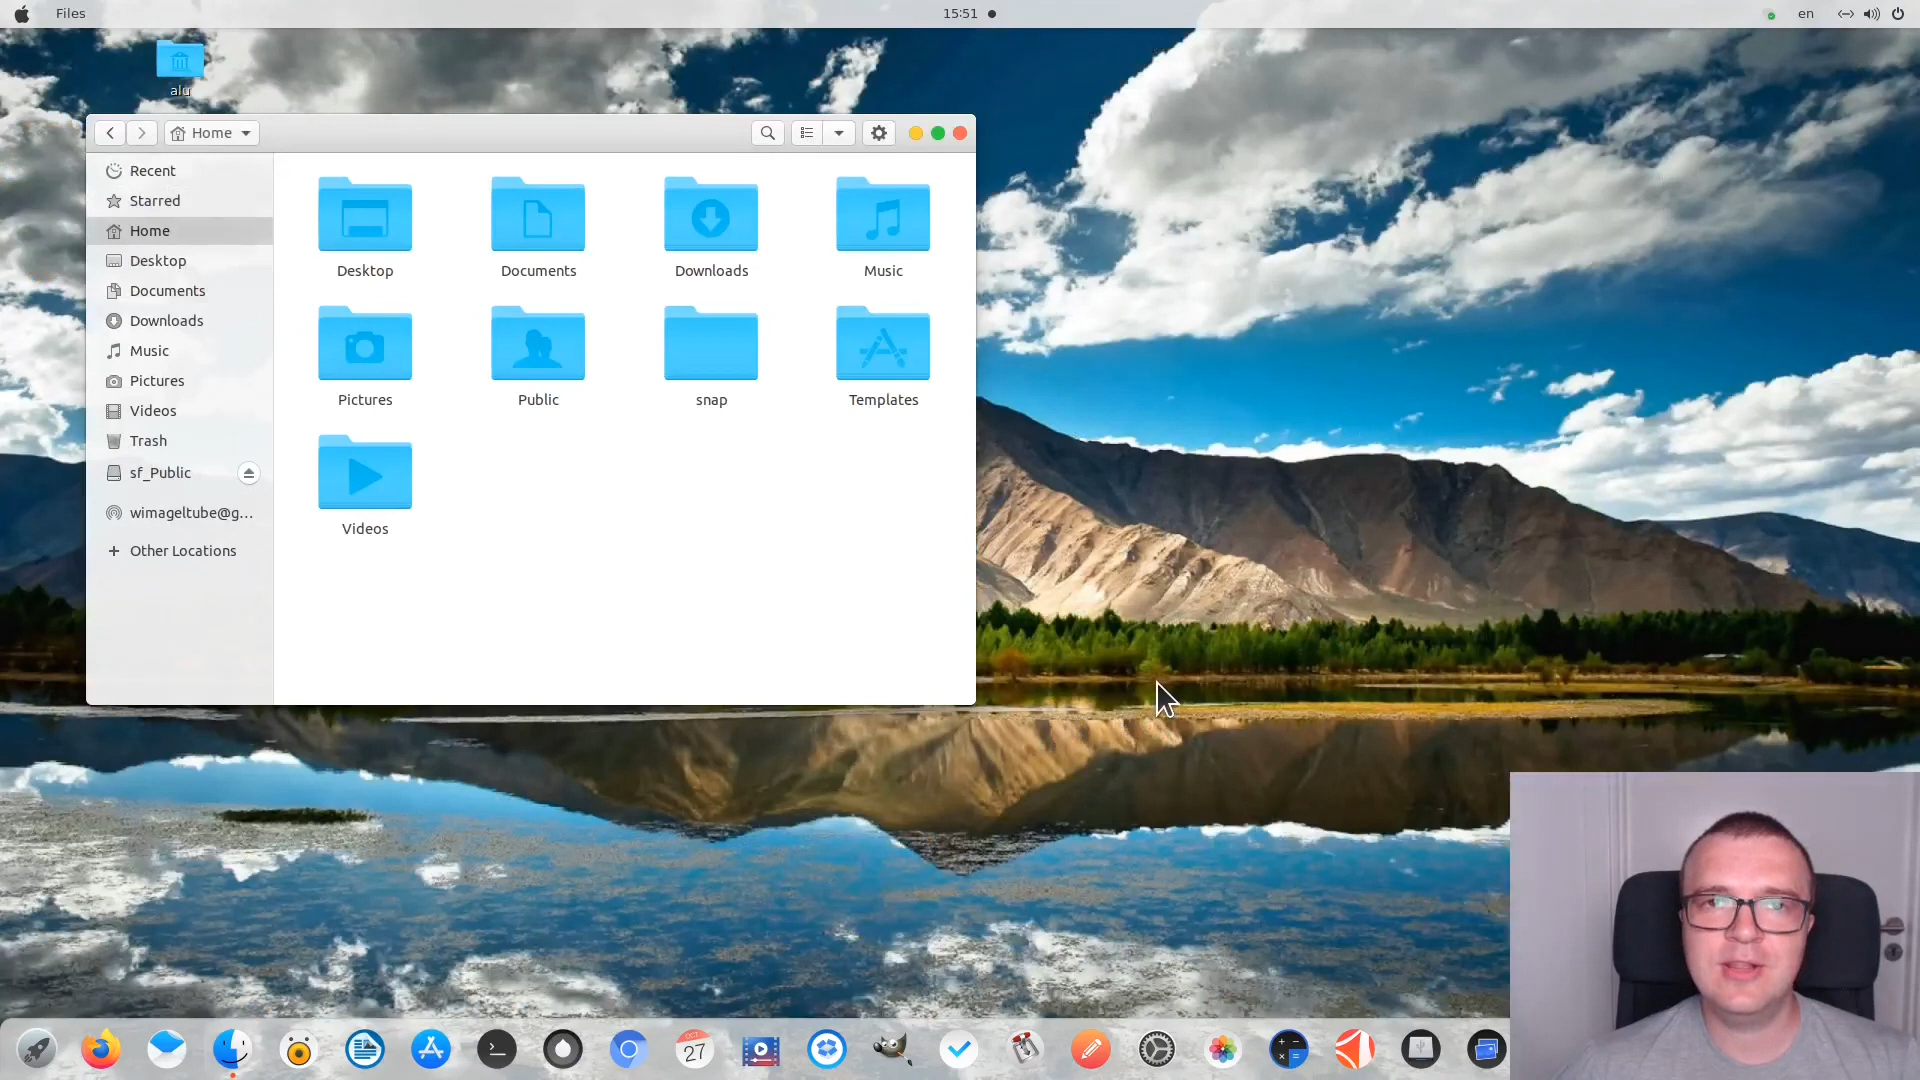 Files
15:51
en
alu
Home
Recent
Starred
Home
Desktop
Documents
Downloads
Music
Pictures
Videos
Trash
sf_Public
wimageltube@g...
Other Locations
Desktop
Documents
Downloads
Music
Pictures
Public
snap
Templates
Videos
OCT
27